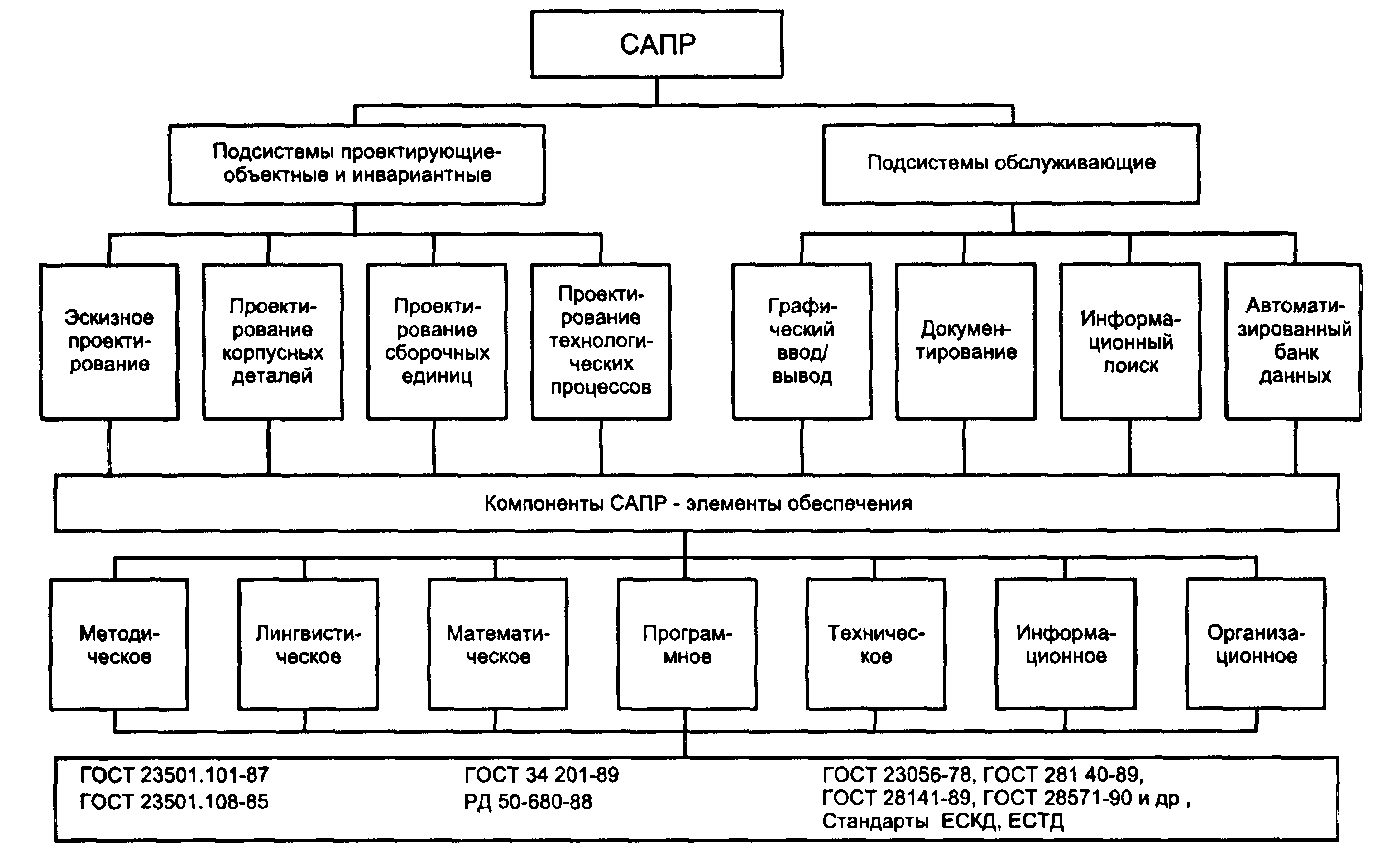 САПР
Подсистемы проектирующие-
объектные и инвариантные
Подсистемы обслуживающие
Эскизное
проекти-
рование
Проекти-
рование
корпусных
деталей
Проекти-
рование
сборочных
единиц
Проекти-
рование
технологи-
ческих
процессов
Графи-
ческий
ввод/
вывод
Докумен-
тирование
Информа-
ционный
поиск
Автомати-
зированный
банк
данных
Компоненты САПР - элементы обеспечения
Методи-
ческое
Лингвисти-
ческое
Математи-
ческое
Програм-
мное
Техничес-
кое
Информа-
ционное
Организа-
ционное
ГОСТ 23501.101-87
ГОСТ 23501.108-85
ГОСТ 34 201-89
РД 50-680-88
ГОСТ 23056-78, ГОСТ 281 40-89,
ГОСТ 28141-89, ГОСТ 28571-90 и др ,
Стандарты ЕСКД, ЕСТД